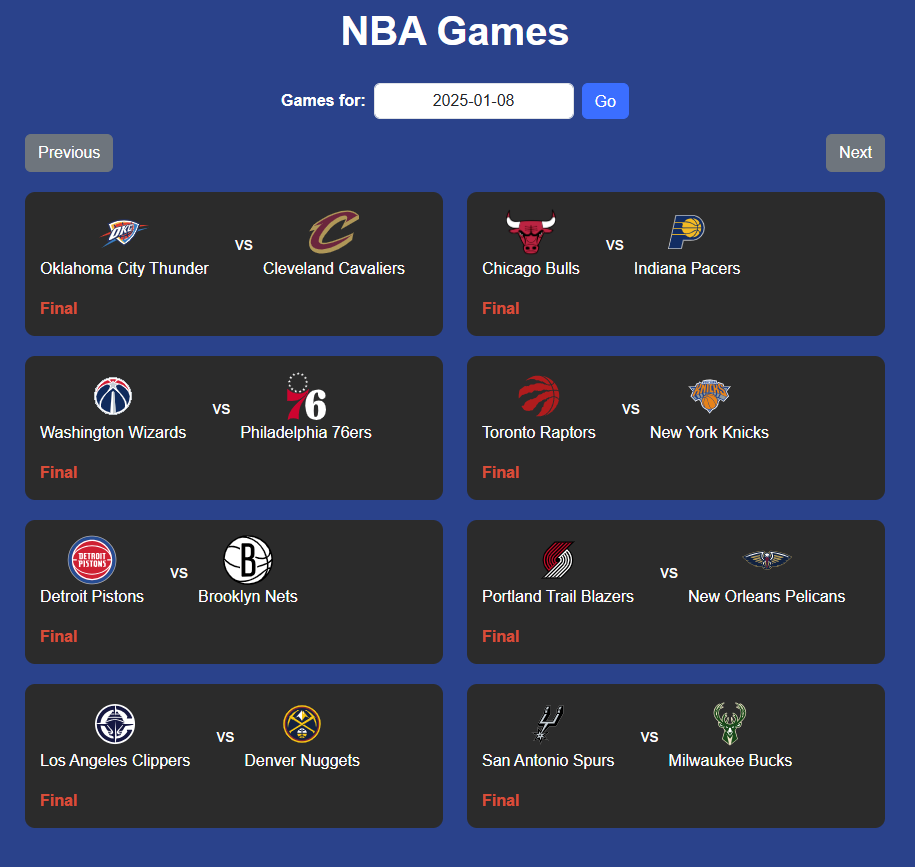 NBA Games
Games for: 2025-01-08 Go
Previous Next
OKC
VS
C
Oklahoma City Thunder Cleveland Cavaliers
Final
VS
P
Chicago Bulls Indiana Pacers
Final
VS
76
Washington Wizards Philadelphia 76ers
Final
VS
KNICKS
Toronto Raptors New York Knicks
Final
DETROIT
PISTONS
VS
B
Detroit Pistons Brooklyn Nets
Final
VS
Portland Trail Blazers New Orleans Pelicans
Final
VS
Los Angeles Clippers Denver Nuggets
Final
VS
San Antonio Spurs Milwaukee Bucks
Final